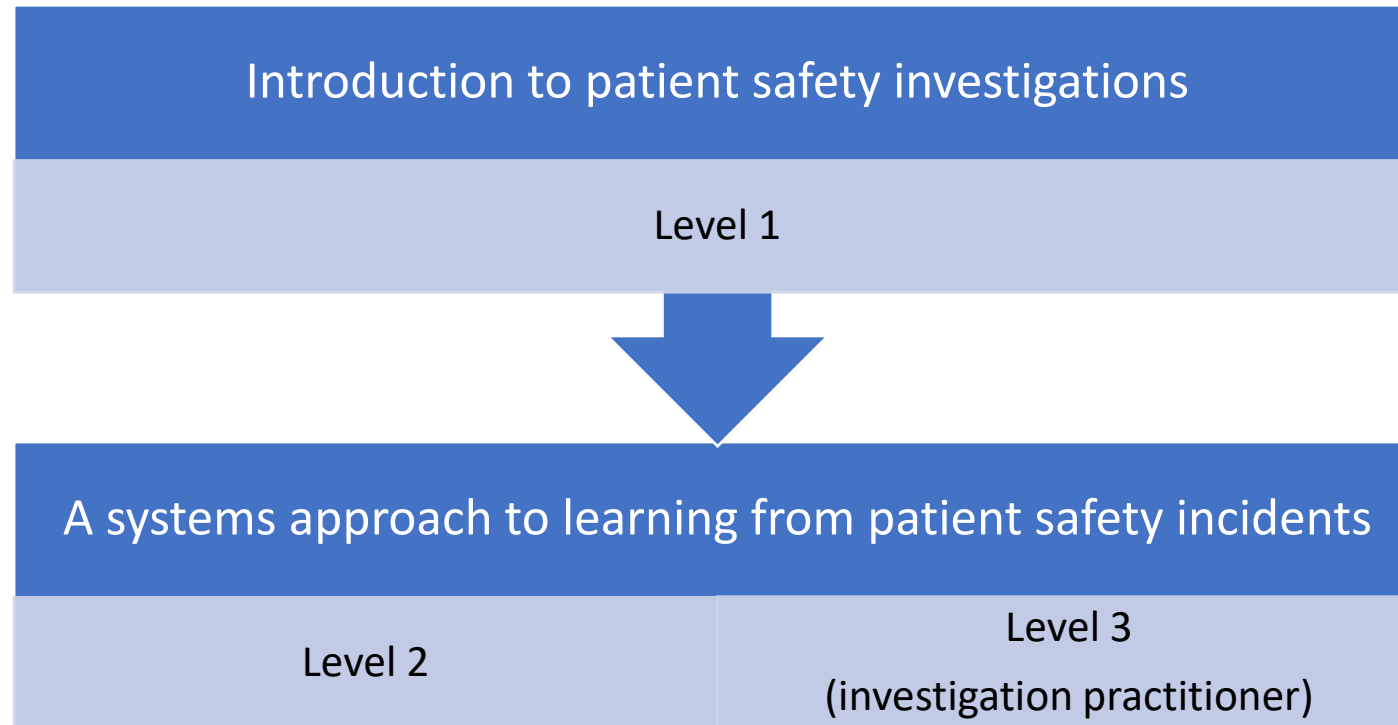 Introduction to patient safety investigations
Level 1
A systems approach to learning from patient safety incidents
Level 2
Level 3
(investigation practitioner)